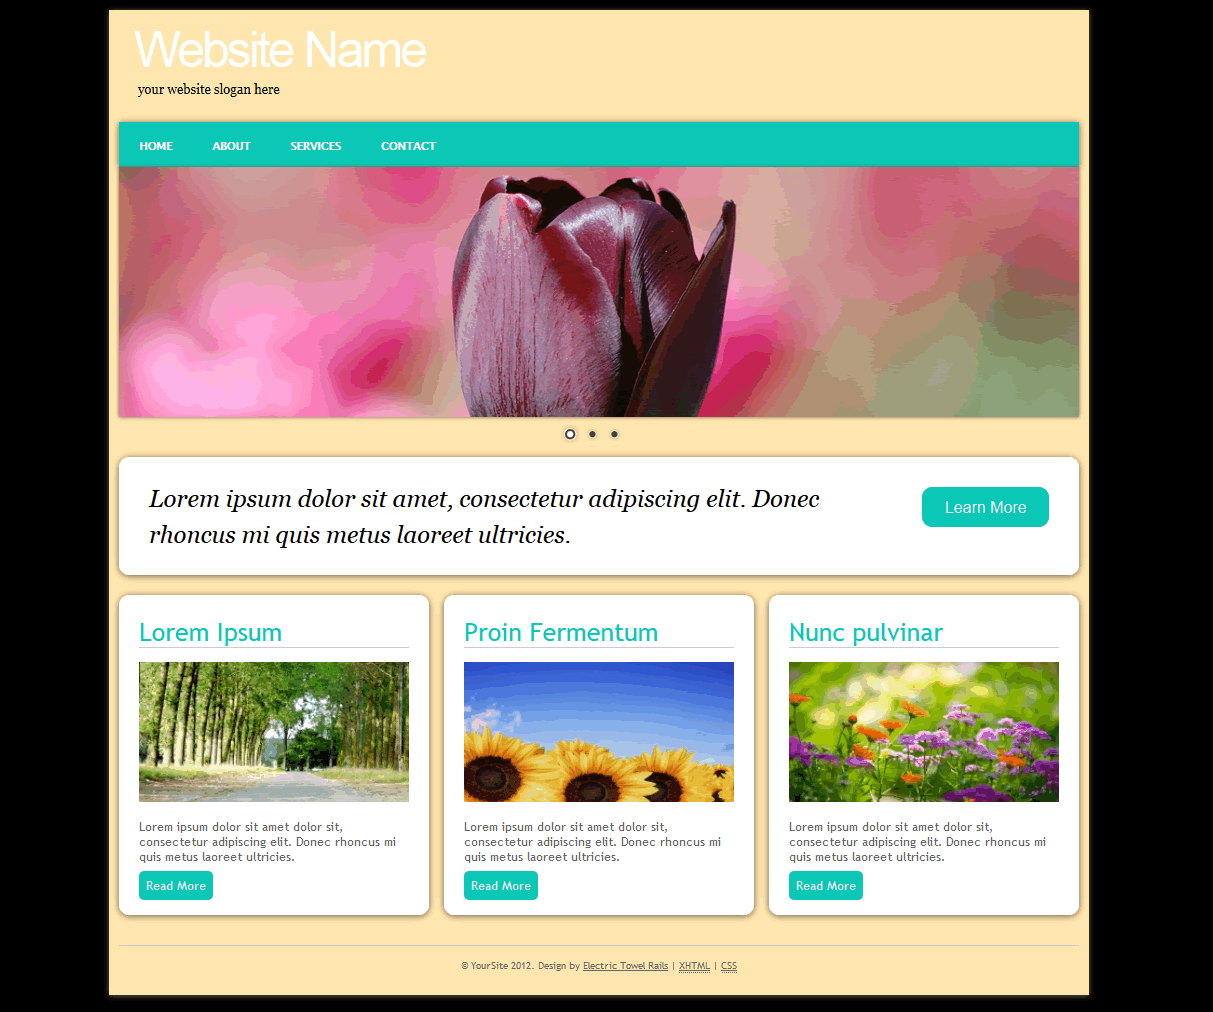 Website Name
your website slogan here
HOME ABOUT SERVICES CONTACT
Lorem ipsum dolor sit amet, consectetur adipiscing elit. Donec
rhoncus mi quis metus laoreet ultricies.
Learn More
Lorem Ipsum
Lorem ipsum dolor sit amet dolor sit,
consectetur adipiscing elit. Donec rhoncus mi
quis metus laoreet ultricies.
Read More
Proin Fermentum
Lorem ipsum dolor sit amet dolor sit,
consectetur adipiscing elit. Donec rhoncus mi
quis metus laoreet ultricies.
Read More
Nunc pulvinar
Lorem ipsum dolor sit amet dolor sit,
consectetur adipiscing elit. Donec rhoncus mi
quis metus laoreet ultricies.
Read More
© YourSite 2012. Design by Electric Towel Rails | XHTML | CSS